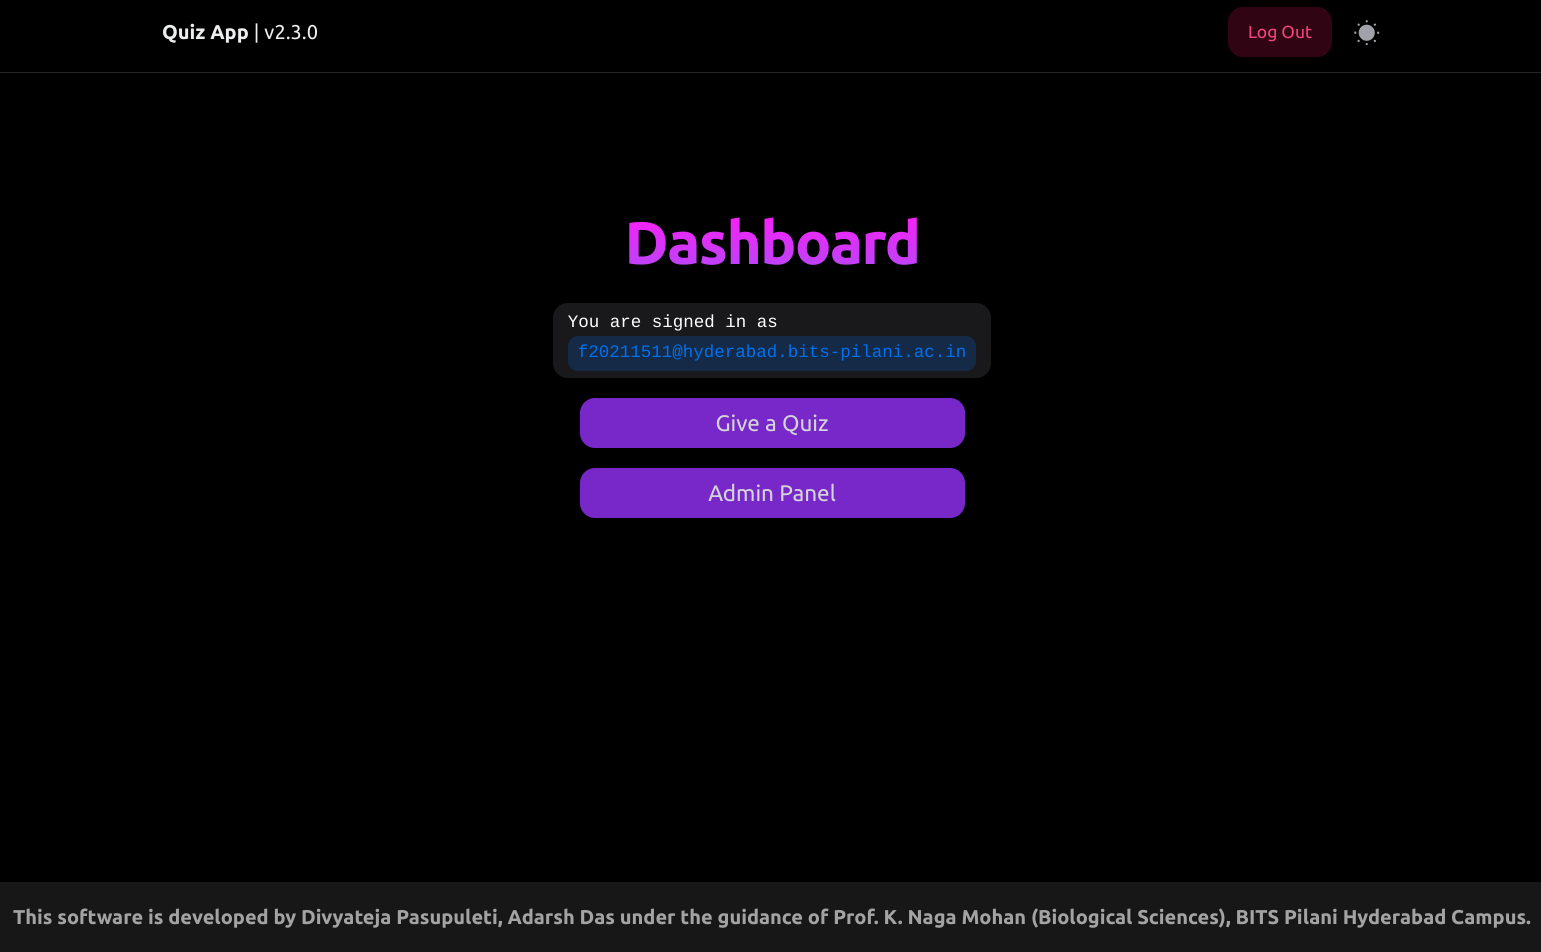 Quiz App | v2.3.0
Log Out
Dashboard
You are signed in as
f20211511@hyderabad.bits-pilani.ac.in
Give a Quiz
Admin Panel
This software is developed by Divyateja Pasupuleti, Adarsh Das under the guidance of Prof. K. Naga Mohan (Biological Sciences), BITS Pilani Hyderabad Campus.